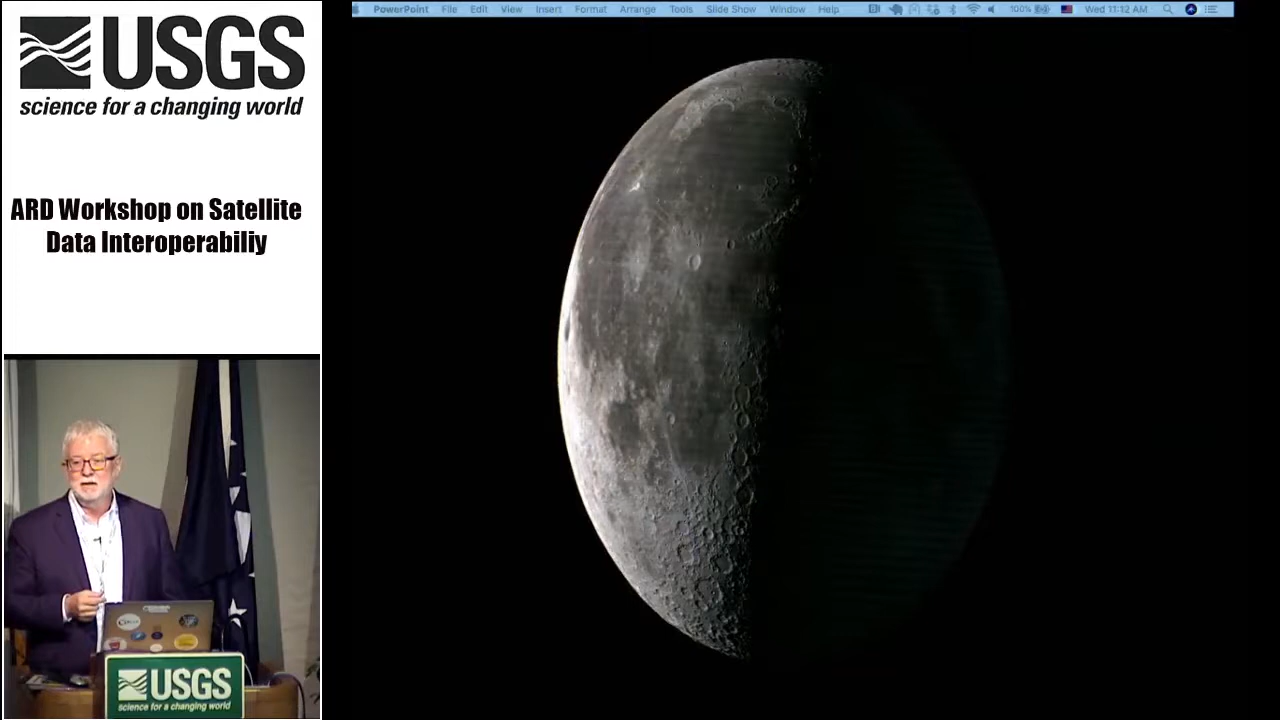 USGS
science for a changing world
ARD Workshop on Satellite
Data Interoperabiliy
PowerPoint File Edit View Insert Format Arrange Tools Slide Show Window Help 100% Wed 11:12 AM
USGS
science for a changing world